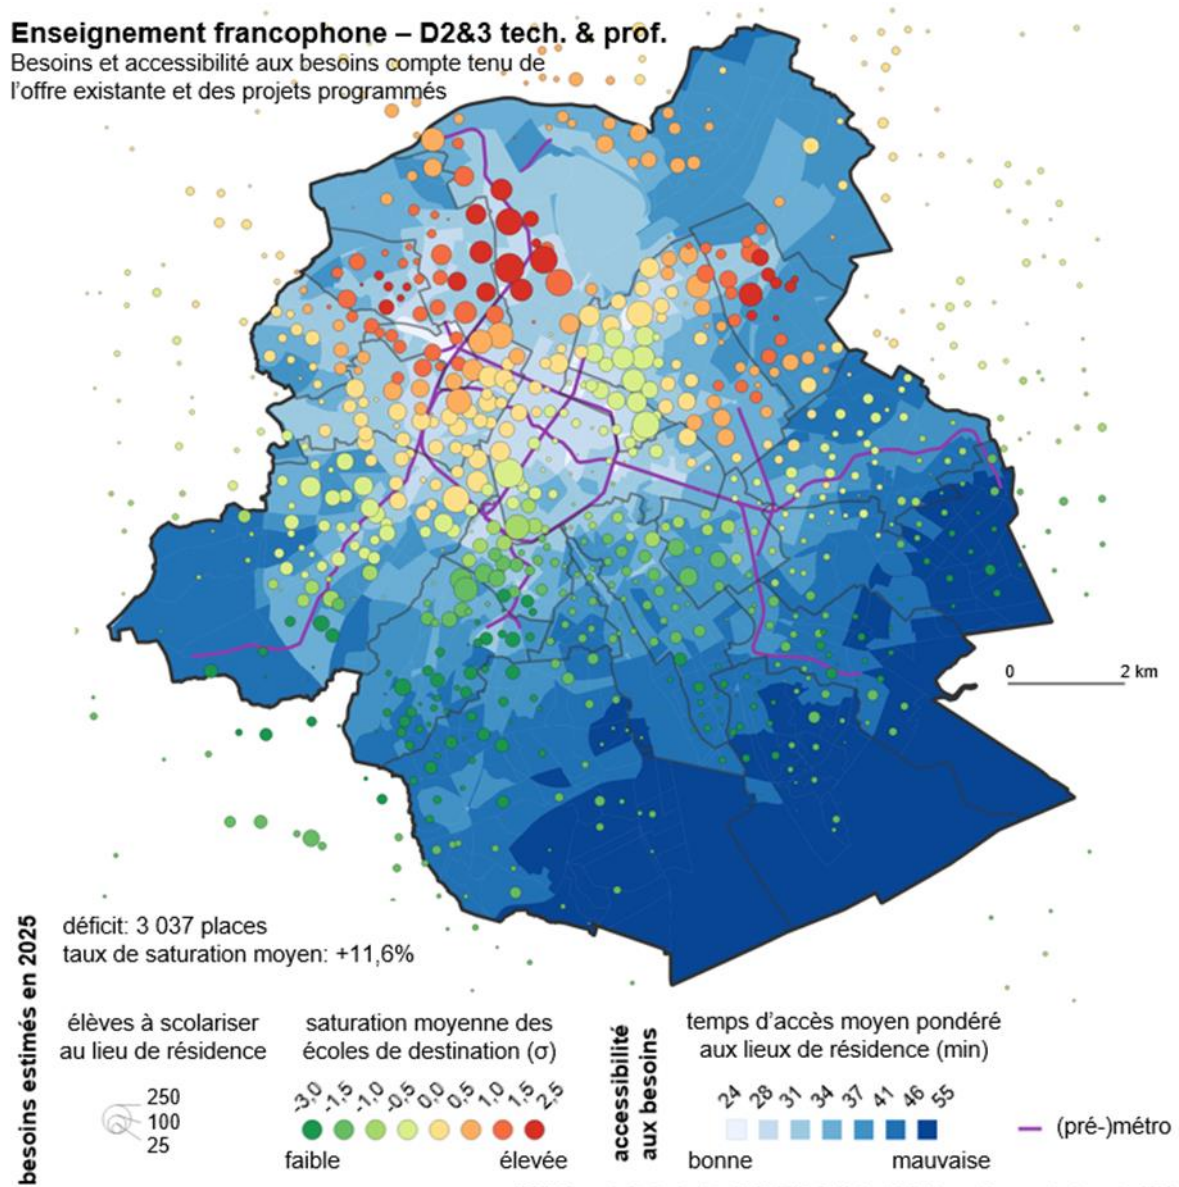 Enseignement francophone – D2&3 tech. & prof.
Besoins et accessibilité aux besoins compte tenu de
l'offre existante et des projets programmés
0 2 km
besoins estimés en 2025
déficit: 3 037 places
taux de saturation moyen: +11,6%
élèves à scolariser
au lieu de résidence
250
100
25
saturation moyenne des
écoles de destination (σ)
-3,0 -1,5 -1,0 -0,5 0,0 0,5 1,0 1,5 2,5
faible élevée
accessibilité
aux besoins
temps d'accès moyen pondéré
aux lieux de résidence (min)
24 28 31 34 37 41 46 55
bonne mauvaise
(pré-)métro